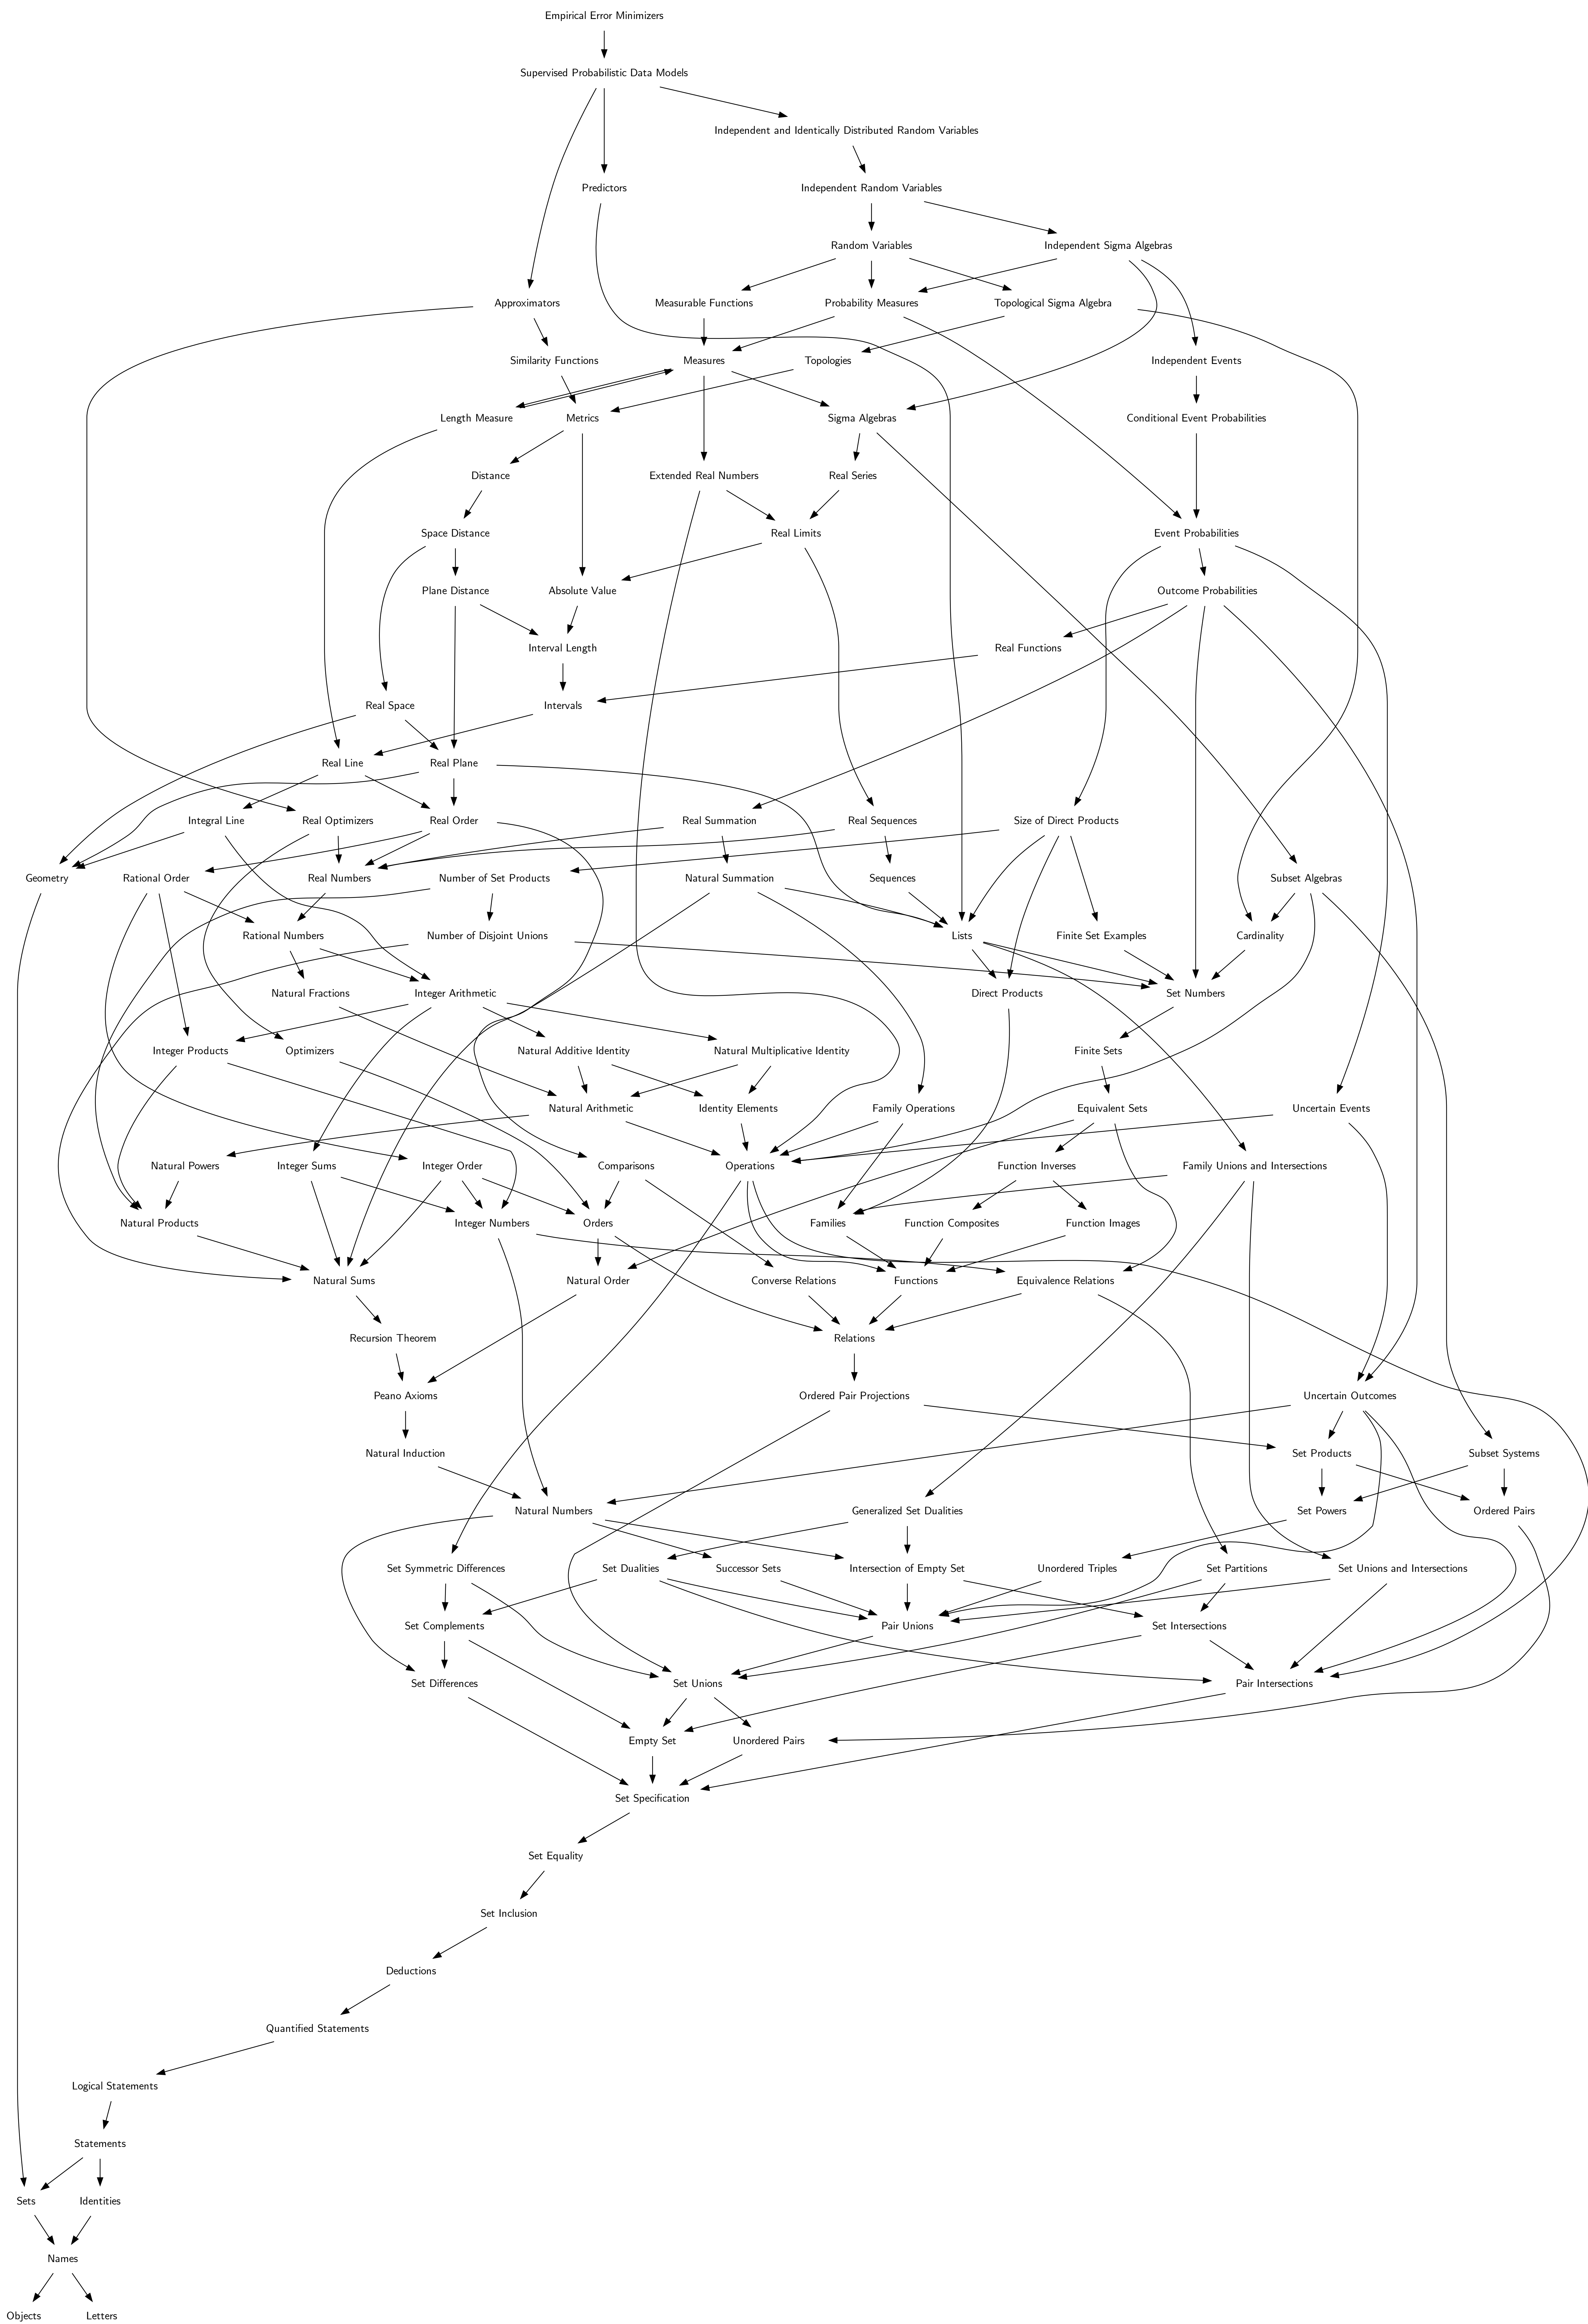 Empirical Error Minimizers
Supervised Probabilistic Data Models
Independent and Identically Distributed Random Variables
Predictors
Independent Random Variables
Random Variables
Independent Sigma Algebras
Approximators
Measurable Functions
Probability Measures
Topological Sigma Algebra
Similarity Functions
Measures
Topologies
Independent Events
Length Measure
Metrics
Sigma Algebras
Conditional Event Probabilities
Distance
Extended Real Numbers
Real Series
Space Distance
Real Limits
Event Probabilities
Plane Distance
Absolute Value
Outcome Probabilities
Interval Length
Real Functions
Real Space
Intervals
Real Line
Real Plane
Integral Line
Real Optimizers
Real Order
Real Summation
Real Sequences
Size of Direct Products
Geometry
Rational Order
Real Numbers
Number of Set Products
Natural Summation
Sequences
Subset Algebras
Rational Numbers
Number of Disjoint Unions
Lists
Finite Set Examples
Cardinality
Natural Fractions
Integer Arithmetic
Direct Products
Set Numbers
Integer Products
Optimizers
Natural Additive Identity
Natural Multiplicative Identity
Finite Sets
Natural Arithmetic
Identity Elements
Family Operations
Equivalent Sets
Uncertain Events
Natural Powers
Integer Sums
Integer Order
Comparisons
Operations
Function Inverses
Family Unions and Intersections
Natural Products
Integer Numbers
Orders
Families
Function Composites
Function Images
Natural Sums
Natural Order
Converse Relations
Functions
Equivalence Relations
Recursion Theorem
Relations
Peano Axioms
Ordered Pair Projections
Uncertain Outcomes
Natural Induction
Set Products
Subset Systems
Natural Numbers
Generalized Set Dualities
Set Powers
Ordered Pairs
Set Symmetric Differences
Set Dualities
Successor Sets
Intersection of Empty Set
Unordered Triples
Set Partitions
Set Unions and Intersections
Set Complements
Pair Unions
Set Intersections
Set Differences
Set Unions
Pair Intersections
Empty Set
Unordered Pairs
Set Specification
Set Equality
Set Inclusion
Deductions
Quantified Statements
Logical Statements
Statements
Sets
Identities
Names
Objects
Letters